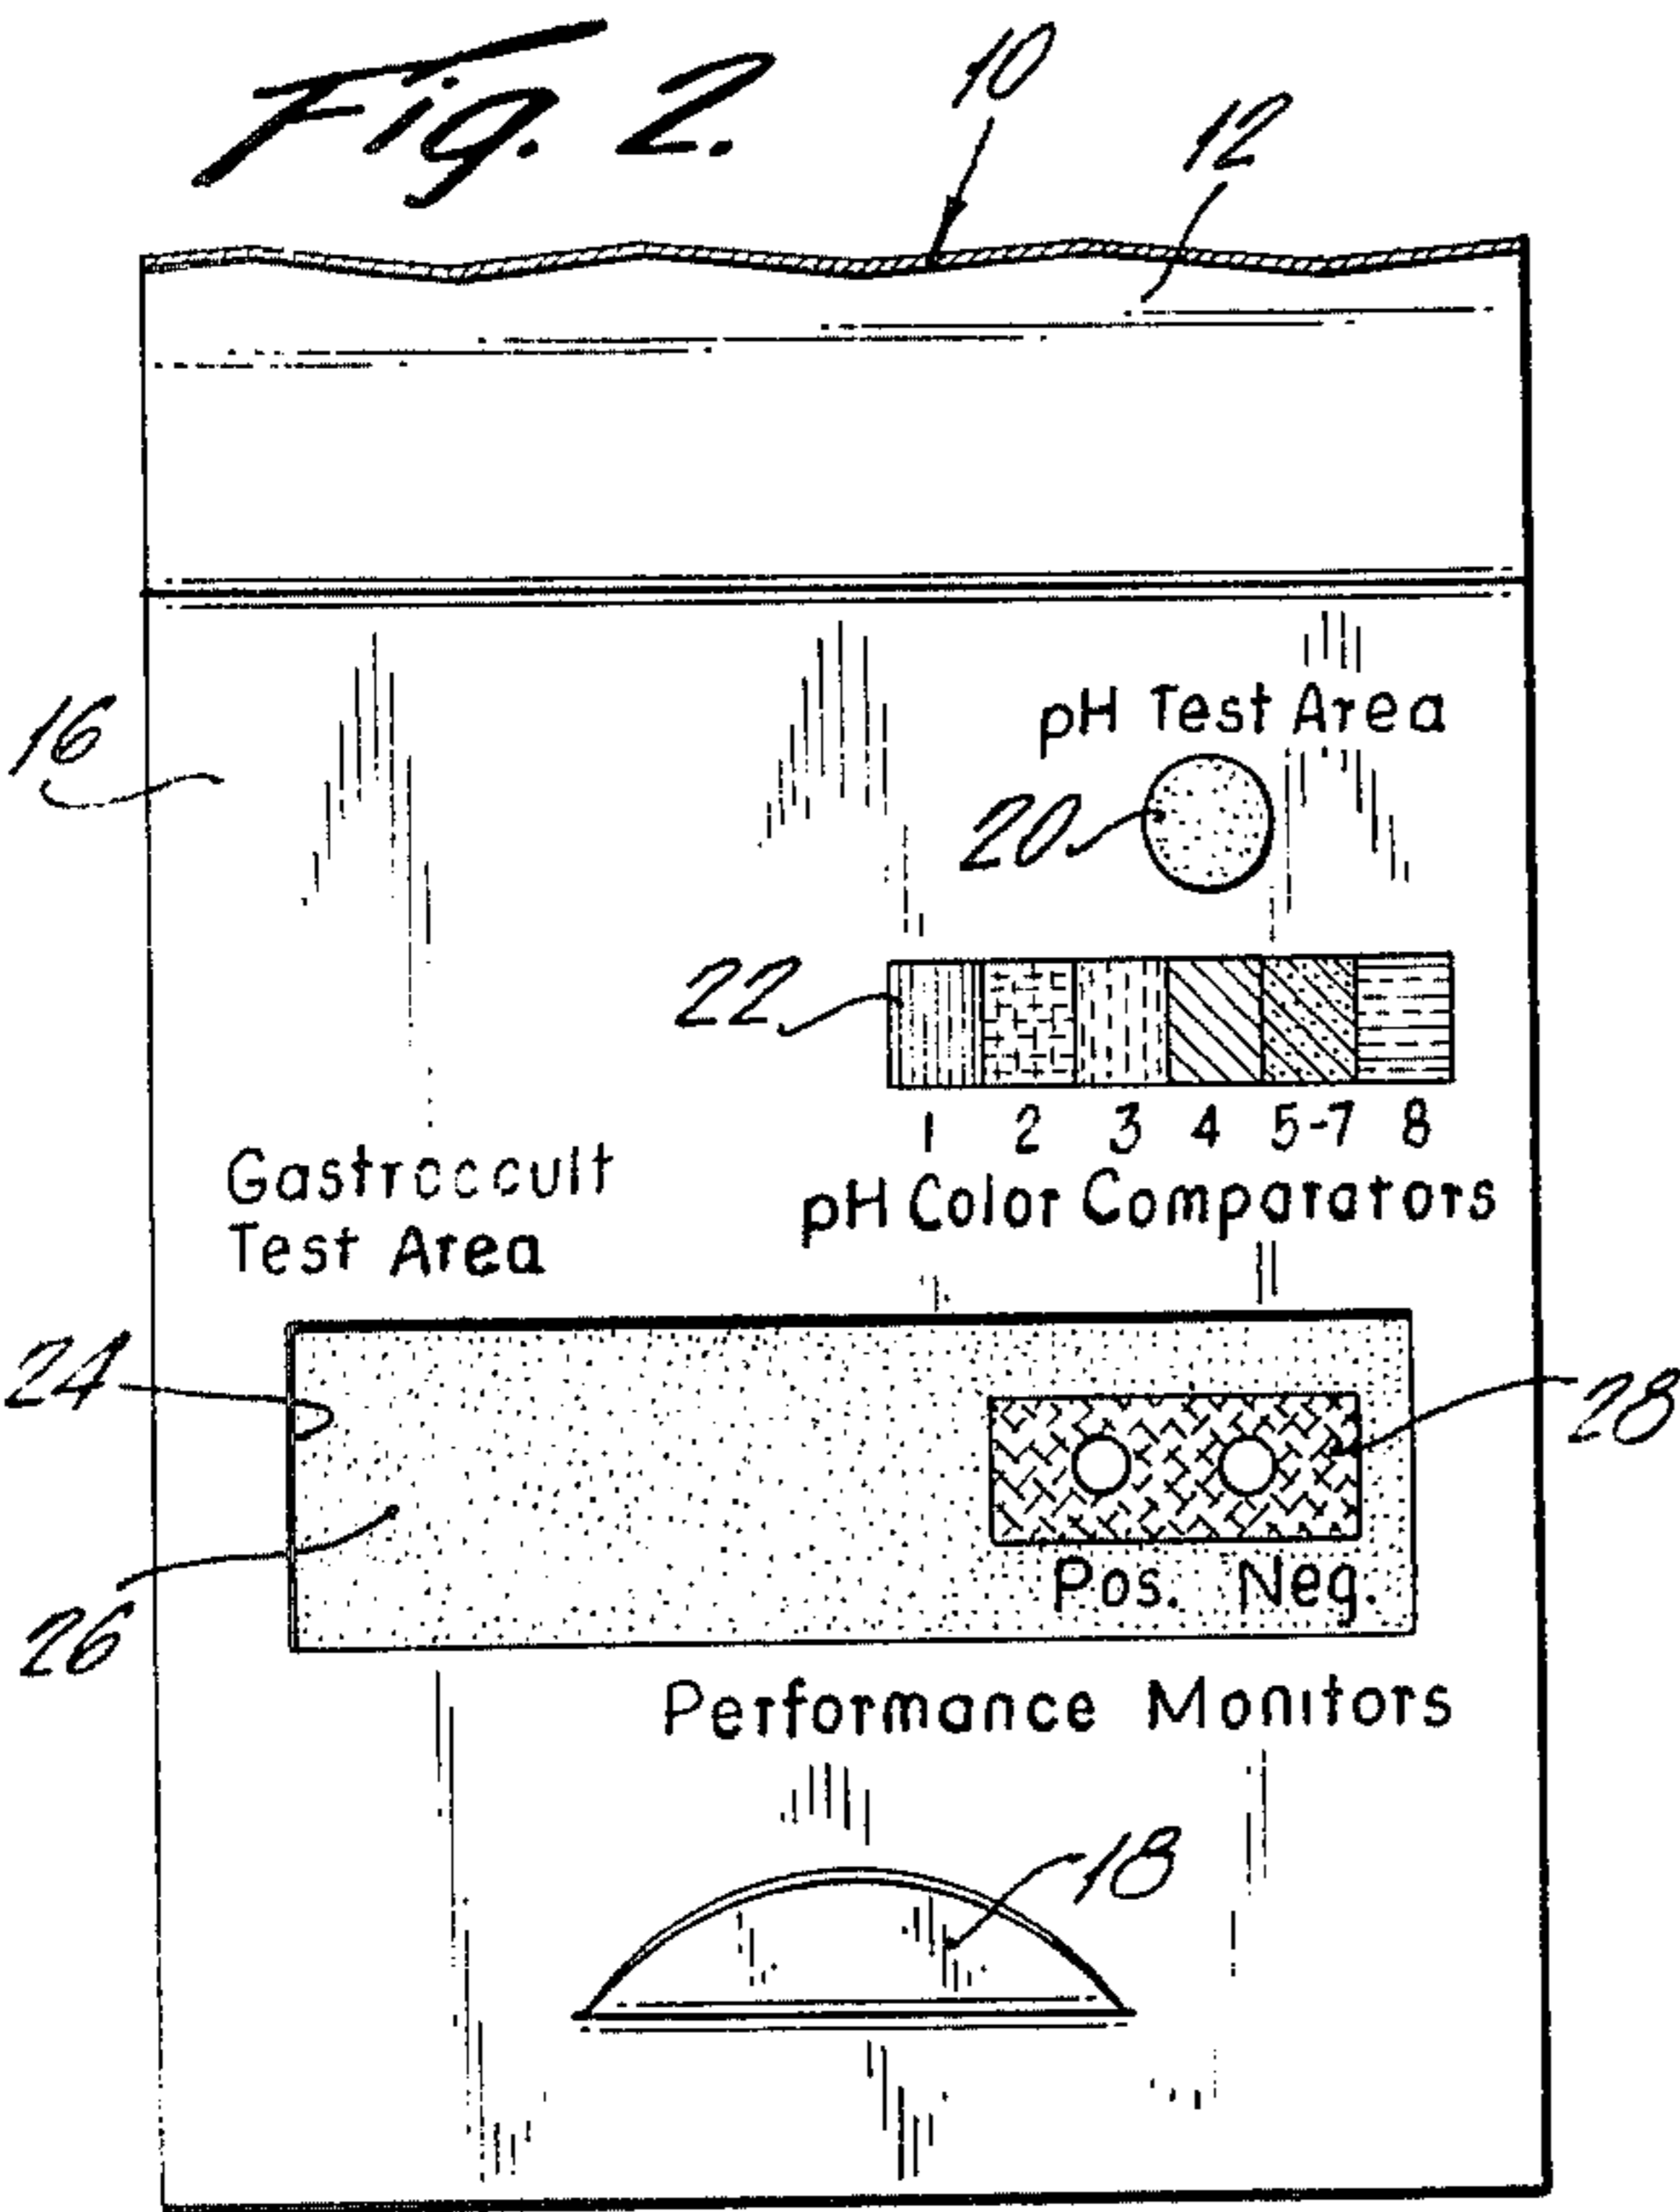 Fig. 2.
10
12
16
pH Test Area
20
22
1 2 3 4 5-7 8
pH Color Comparators
Gastroccult
Test Area
24
28
Pos. Neg.
26
Performance Monitors
18